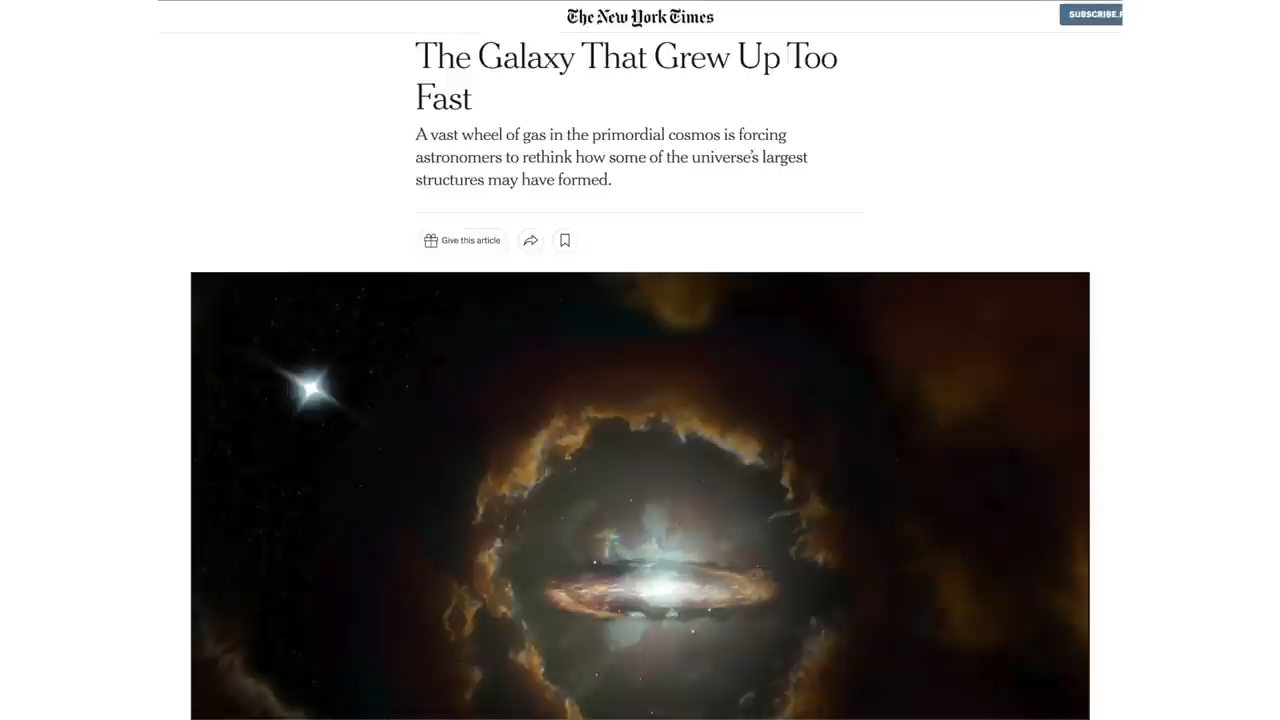 The New York Times
SUBSCRIBE
The Galaxy That Grew Up Too
Fast
A vast wheel of gas in the primordial cosmos is forcing
astronomers to rethink how some of the universe’s largest
structures may have formed.
Give this article